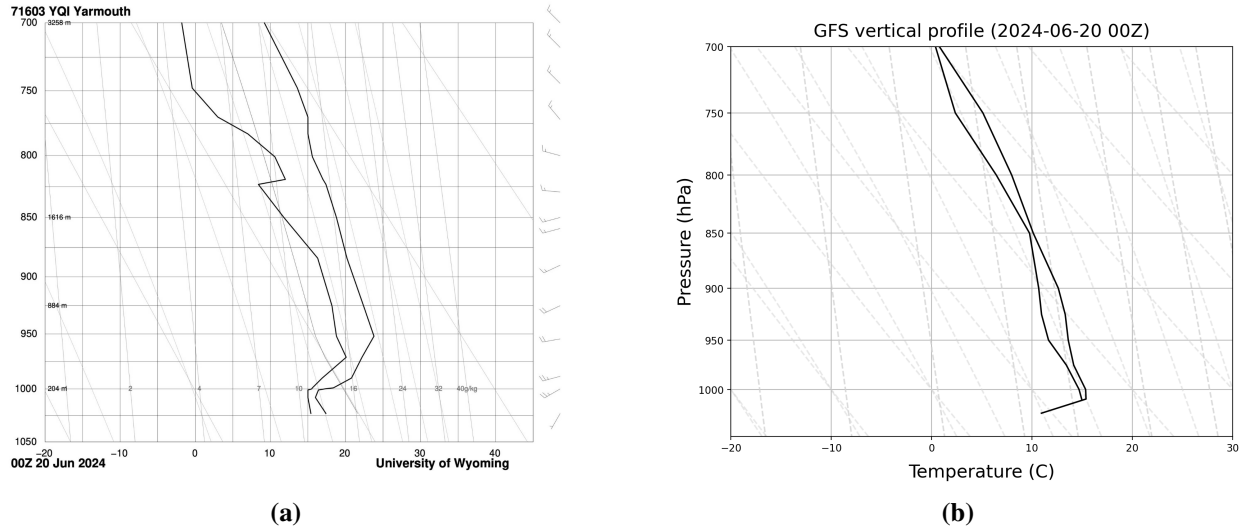 71603 YQI Yarmouth
700
3258 m
750
800
850
1616 m
900
884 m
950
1000
204 m
2
4
7
10
16
24
32
40g/kg
1050
-20
-10
0
10
20
30
40
00Z 20 Jun 2024
University of Wyoming
(a)
GFS vertical profile (2024-06-20 00Z)
Pressure (hPa)
700
750
800
850
900
950
1000
−20
−10
0
10
20
30
Temperature (C)
(b)